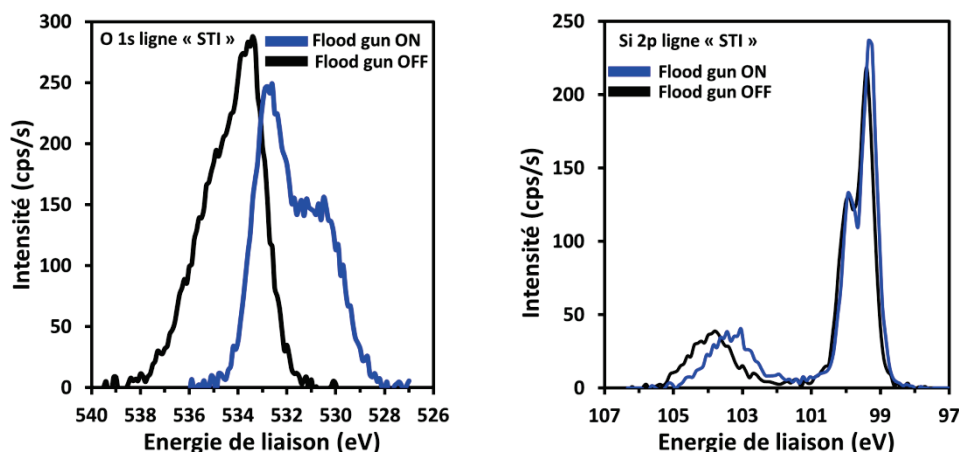 O 1s ligne « STI »
Flood gun ON
Flood gun OFF
Intensité (cps/s)
300
250
200
150
100
50
0
540 538 536 534 532 530 528 526
Energie de liaison (eV)
Si 2p ligne « STI »
Flood gun ON
Flood gun OFF
Intensité (cps/s)
250
200
150
100
50
0
107 105 103 101 99 97
Energie de liaison (eV)